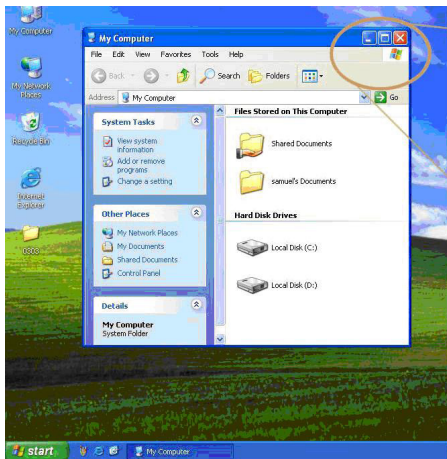 My Computer
My Network
Places
Recycle Bin
Internet
Explorer
0303
My Computer
File Edit View Favorites Tools Help
Back Search Folders
Address My Computer Go
System Tasks
View system
information
Add or remove
programs
Change a setting
Other Places
My Network Places
My Documents
Shared Documents
Control Panel
Details
My Computer
System Folder
Files Stored on This Computer
Shared Documents
samuel's Documents
Hard Disk Drives
Local Disk (C:)
Local Disk (D:)
start
My Computer